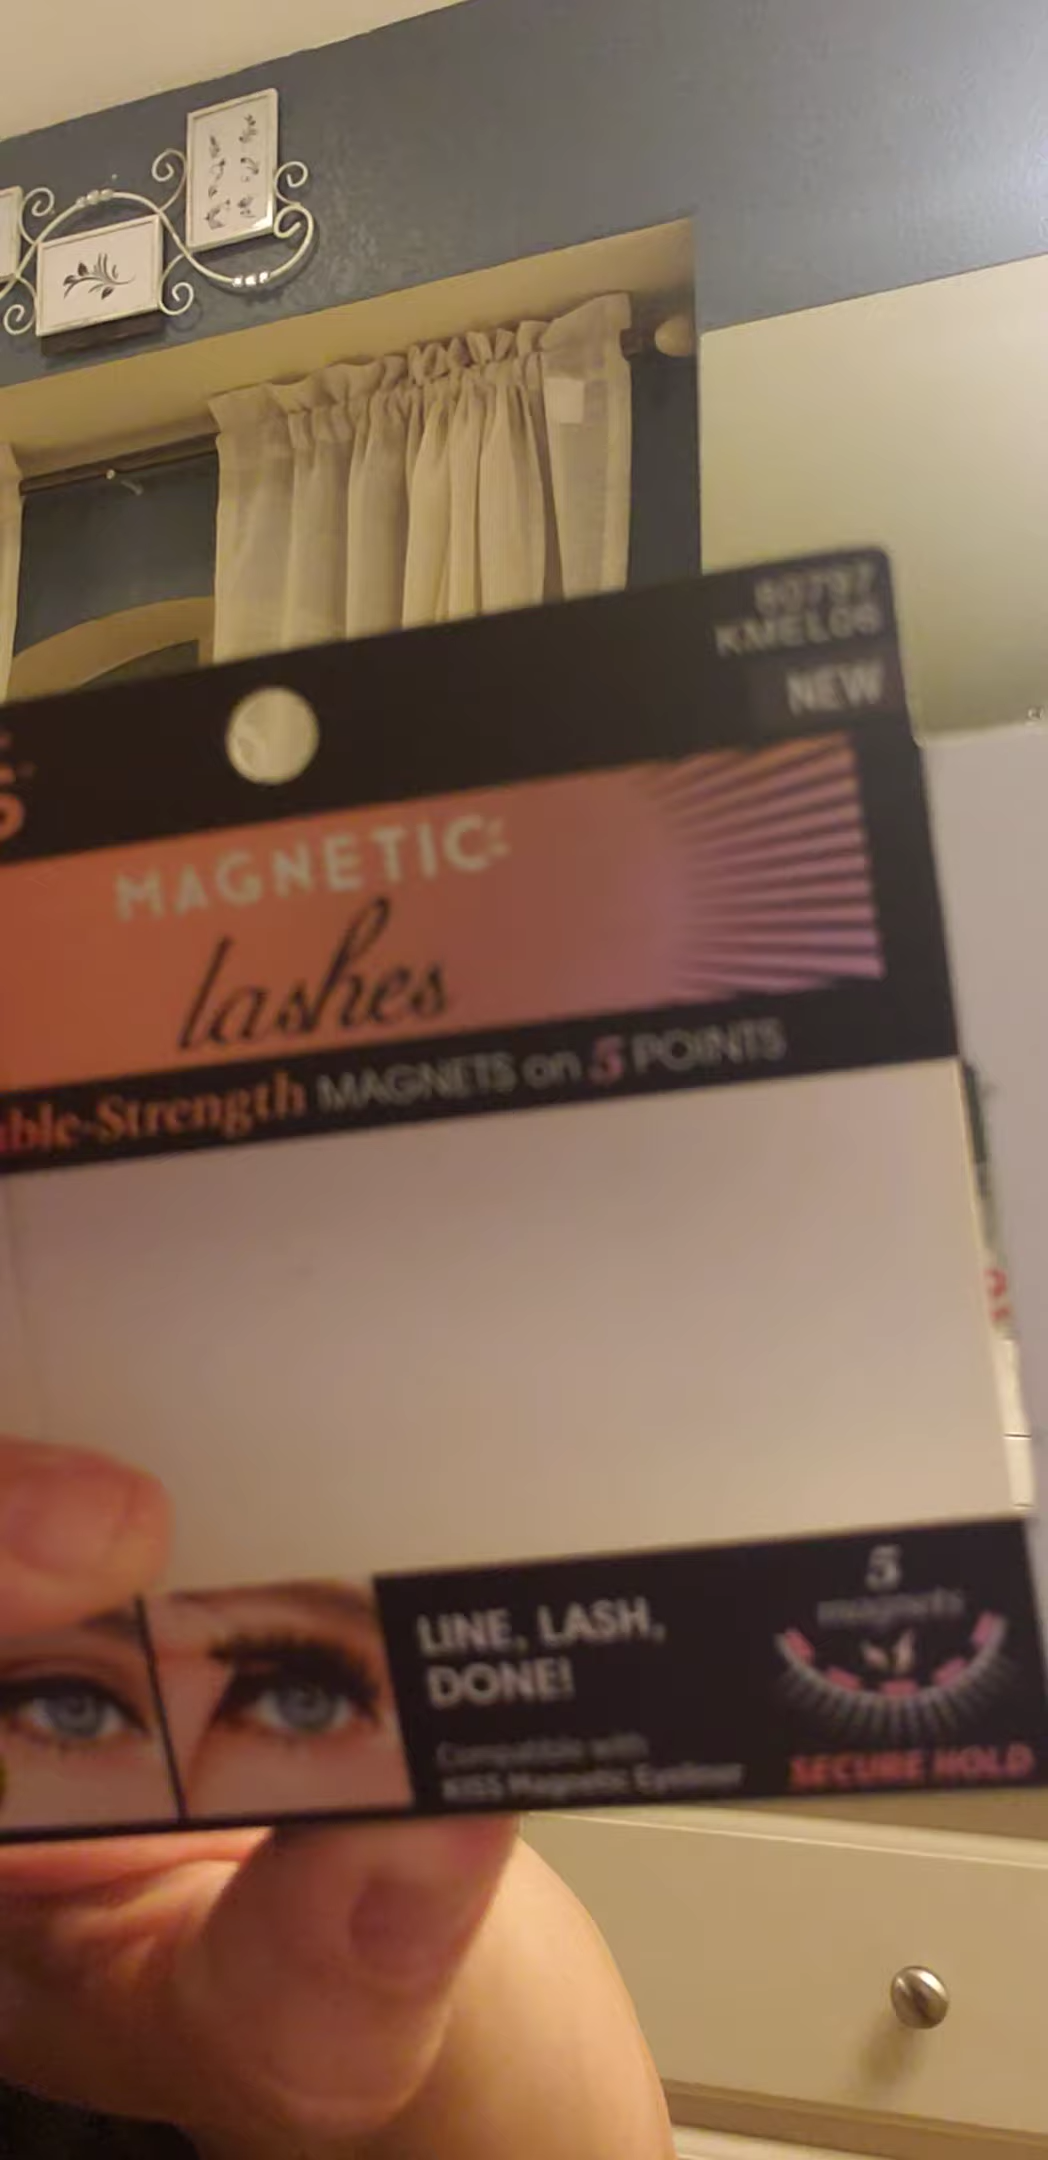 80797
KMEL06
NEW
S
MAGNETIC
lashes
ble-Strength MAGNETS on 5 POINTS
LINE, LASH,
DONE!
Compatible with
KISS Magnetic Eyeliner
5
magnets
SECURE HOLD